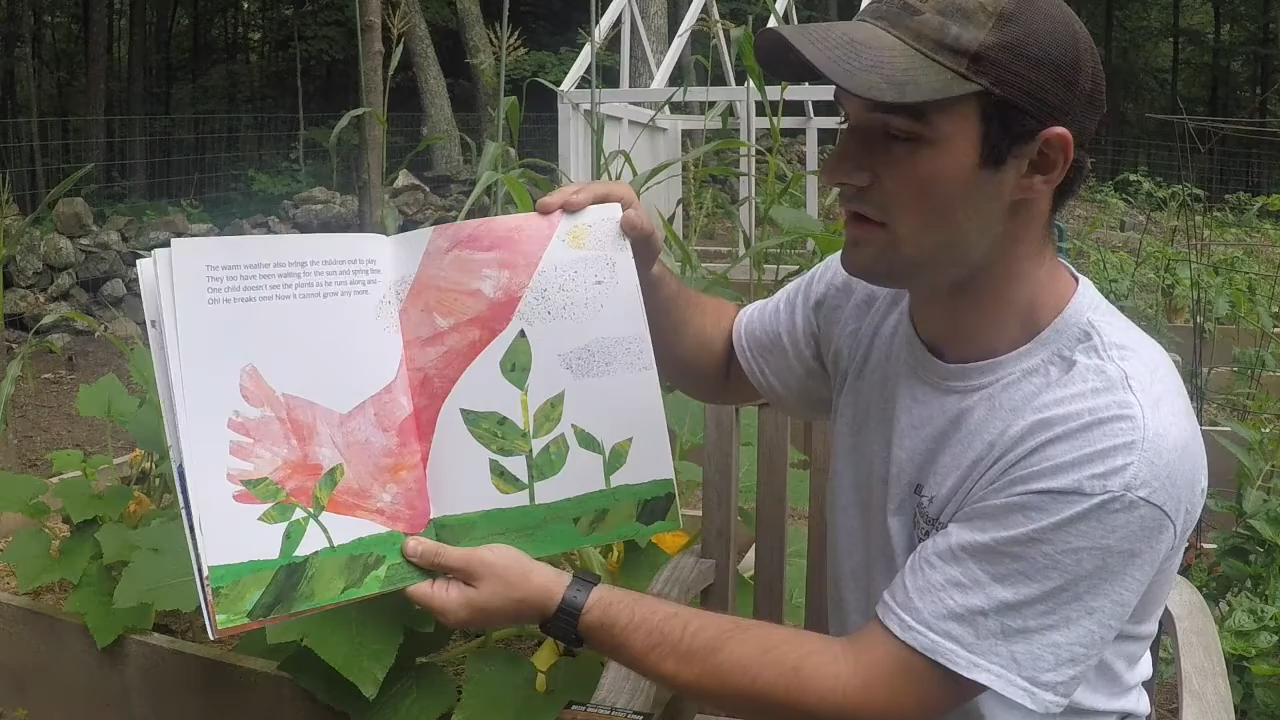 The warm weather also brings the children out to play.
They too have been waiting for the sun and spring time.
One child doesn't see the plants as he runs along and—
Oh! He breaks one! Now it cannot grow any more.